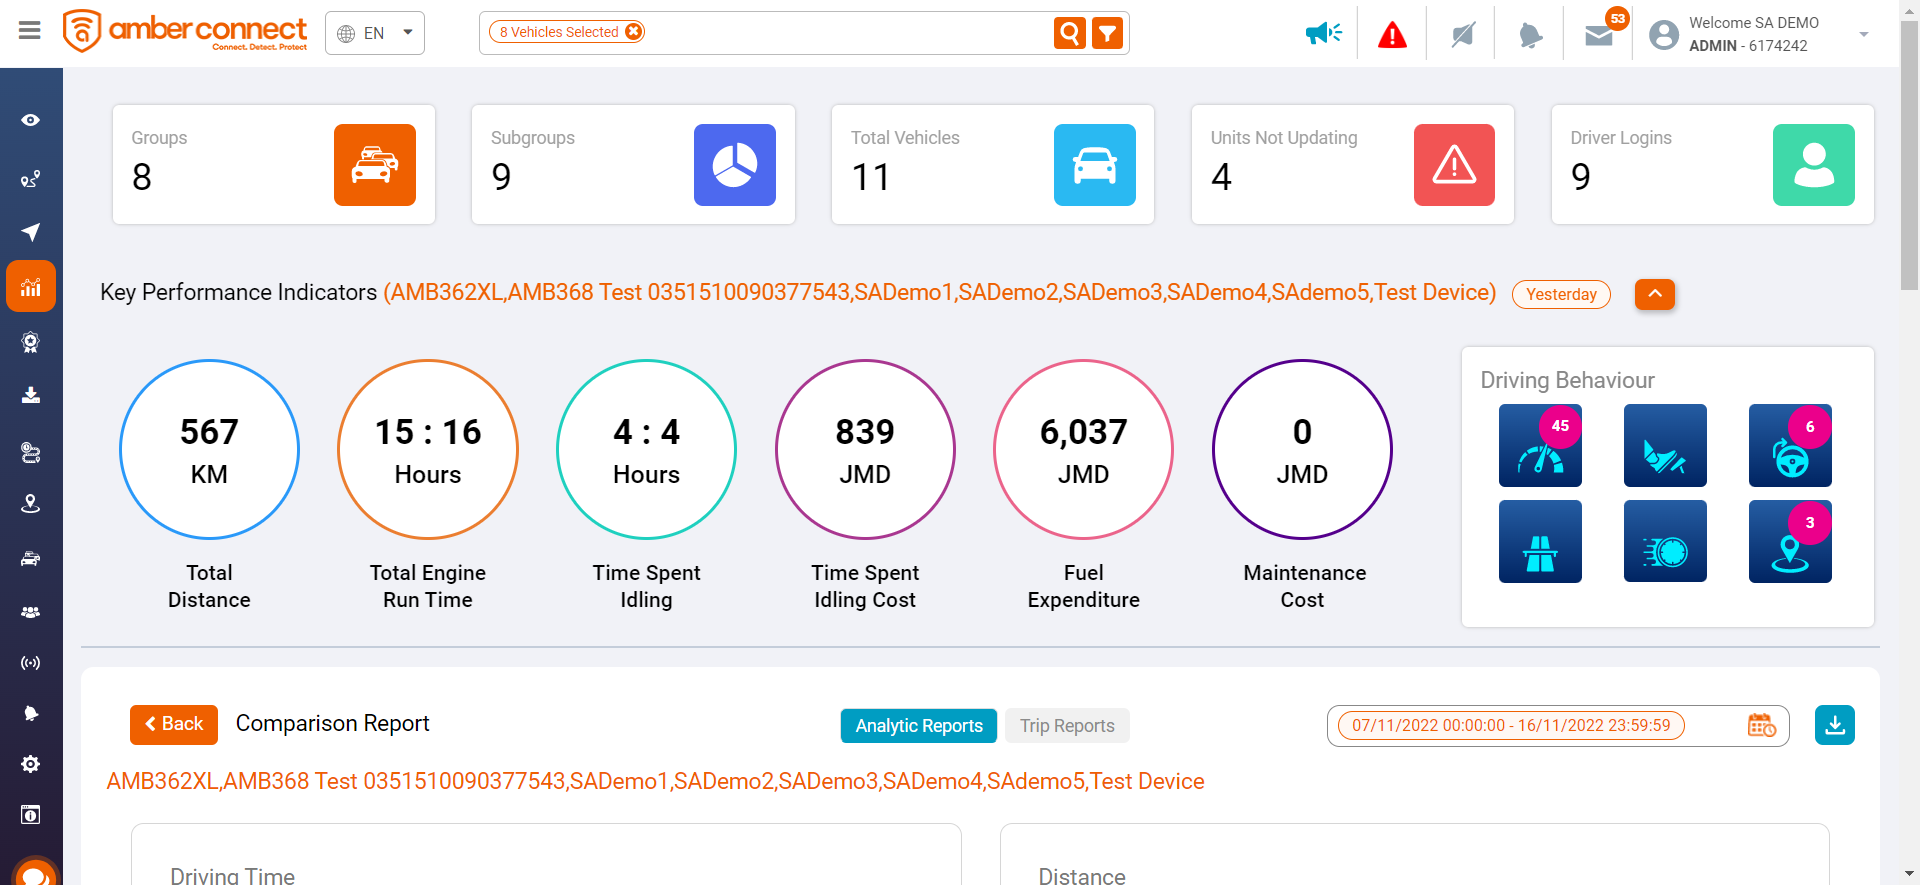 amber connect
Connect. Detect. Protect
EN
8 Vehicles Selected
53
Welcome SA DEMO
ADMIN - 6174242
Groups
8
Subgroups
9
Total Vehicles
11
Units Not Updating
4
Driver Logins
9
Key Performance Indicators (AMB362XL,AMB368 Test 0351510090377543,SADemo1,SADemo2,SADemo3,SADemo4,SAdemo5,Test Device)
Yesterday
567
KM
Total
Distance
15 : 16
Hours
Total Engine
Run Time
4 : 4
Hours
Time Spent
Idling
839
JMD
Time Spent
Idling Cost
6,037
JMD
Fuel
Expenditure
0
JMD
Maintenance
Cost
Driving Behaviour
45
6
3
Back
Comparison Report
Analytic Reports
Trip Reports
07/11/2022 00:00:00 - 16/11/2022 23:59:59
AMB362XL,AMB368 Test 0351510090377543,SADemo1,SADemo2,SADemo3,SADemo4,SAdemo5,Test Device
Driving Time
Distance